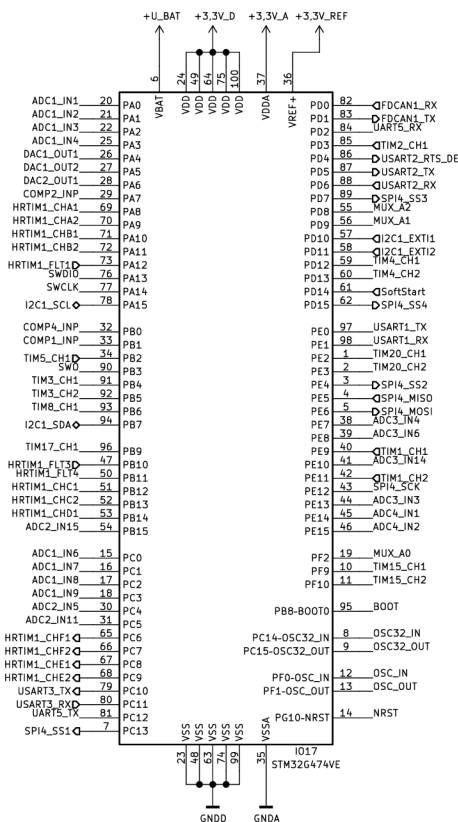 +U_BAT +3,3V_D +3,3V_A +3,3V_REF
6 24 49 64 75 100 37 36
VBAT VDD VDD VDD VDD VDD VDDA VREF+
ADC1_IN1 20 PA0 PD0 82 FDCAN1_RX
ADC1_IN2 21 PA1 PD1 83 FDCAN1_TX
ADC1_IN3 22 PA2 PD2 84 UART5_RX
ADC1_IN4 25 PA3 PD3 85 TIM2_CH1
DAC1_OUT1 26 PA4 PD4 86 USART2_RTS_DE
DAC1_OUT2 27 PA5 PD5 87 USART2_TX
DAC2_OUT1 28 PA6 PD6 88 USART2_RX
COMP2_INP 29 PA7 PD7 89 SPI4_SS3
HRTIM1_CHA1 69 PA8 PD8 55 MUX_A2
HRTIM1_CHA2 70 PA9 PD9 56 MUX_A1
HRTIM1_CHB1 71 PA10 PD10 57 I2C1_EXTI1
HRTIM1_CHB2 72 PA11 PD11 58 I2C1_EXTI2
HRTIM1_FLT1 73 PA12 PD12 59 TIM4_CH1
SWDIO 76 PA13 PD13 60 TIM4_CH2
SWCLK 77 PA14 PD14 61 SoftStart
I2C1_SCL 78 PA15 PD15 62 SPI4_SS4
COMP4_INP 32 PB0 PE0 97 USART1_TX
COMP1_INP 33 PB1 PE1 98 USART1_RX
TIM5_CH1 34 PB2 PE2 1 TIM20_CH1
SWO 90 PB3 PE3 2 TIM20_CH2
TIM3_CH1 91 PB4 PE4 3 SPI4_SS2
TIM3_CH2 92 PB5 PE5 4 SPI4_MISO
TIM8_CH1 93 PB6 PE6 5 SPI4_MOSI
I2C1_SDA 94 PB7 PE7 38 ADC3_IN4
PE8 39 ADC3_IN6
TIM17_CH1 96 PB9 PE9 40 TIM1_CH1
HRTIM1_FLT3 47 PB10 PE10 41 ADC3_IN14
HRTIM1_FLT4 50 PB11 PE11 42 TIM1_CH2
HRTIM1_CHC1 51 PB12 PE12 43 SPI4_SCK
HRTIM1_CHC2 52 PB13 PE13 44 ADC3_IN3
HRTIM1_CHD1 53 PB14 PE14 45 ADC4_IN1
ADC2_IN15 54 PB15 PE15 46 ADC4_IN2
ADC1_IN6 15 PC0 PF2 19 MUX_A0
ADC1_IN7 16 PC1 PF9 10 TIM15_CH1
ADC1_IN8 17 PC2 PF10 11 TIM15_CH2
ADC1_IN9 18 PC3
ADC2_IN5 30 PC4 PB8-BOOT0 95 BOOT
ADC2_IN11 31 PC5
HRTIM1_CHF1 65 PC6 PC14-OSC32_IN 8 OSC32_IN
HRTIM1_CHF2 66 PC7 PC15-OSC32_OUT 9 OSC32_OUT
HRTIM1_CHE1 67 PC8
HRTIM1_CHE2 68 PC9 PF0-OSC_IN 12 OSC_IN
USART3_TX 79 PC10 PF1-OSC_OUT 13 OSC_OUT
USART3_RX 80 PC11
UART5_TX 81 PC12 PG10-NRST 14 NRST
SPI4_SS1 7 PC13
VSS VSS VSS VSS VSS VSSA
23 48 63 74 99 35
IO17
STM32G474VE
GNDD GNDA